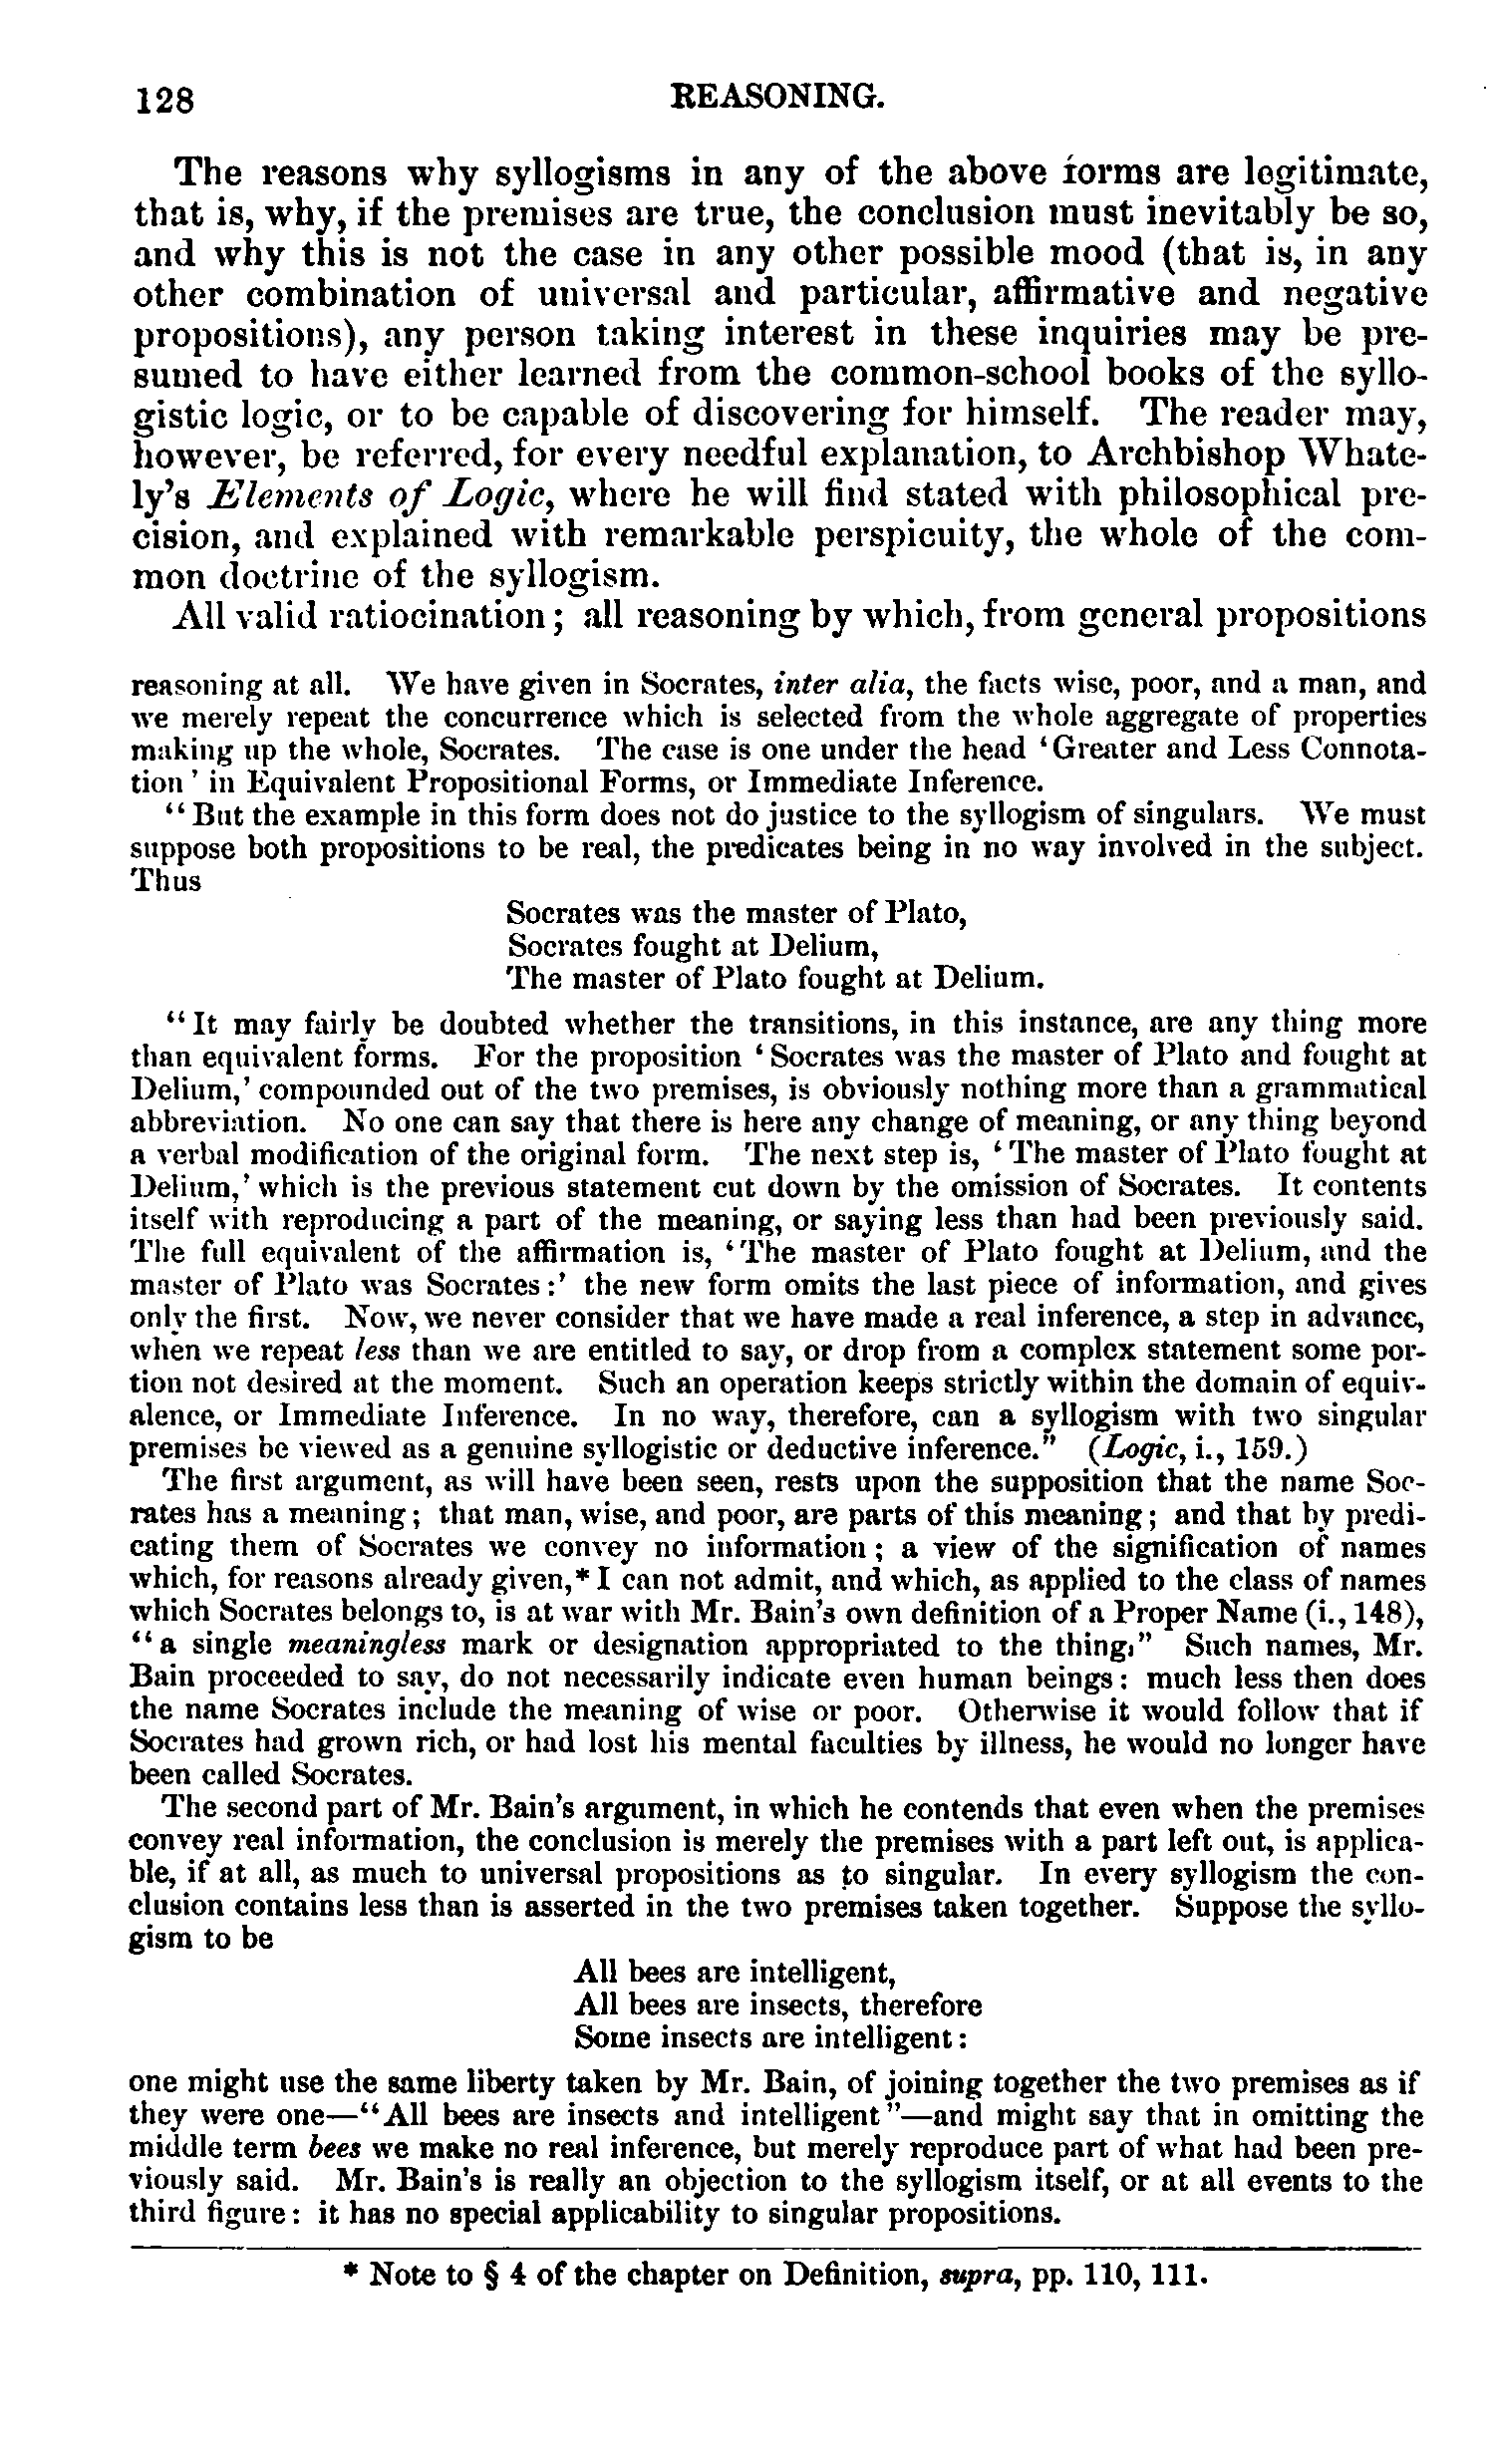 128
REASONING.
The reasons why syllogisms in any of the above forms are legitimate,
that is, why, if the premises are true, the conclusion must inevitably be so,
and why this is not the case in any other possible mood (that is, in any
other combination of universal and particular, affirmative and negative
propositions), any person taking interest in these inquiries may be pre-
sumed to have either learned from the common-school books of the syllo-
gistic logic, or to be capable of discovering for himself. The reader may,
however, be referred, for every needful explanation, to Archbishop Whate-
ly's Elements of Logic, where he will find stated with philosophical pre-
cision, and explained with remarkable perspicuity, the whole of the com-
mon doctrine of the syllogism.
All valid ratiocination; all reasoning by which, from general propositions
reasoning at all. We have given in Socrates, inter alia, the facts wise, poor, and a man, and
we merely repeat the concurrence which is selected from the whole aggregate of properties
making up the whole, Socrates. The case is one under the head 'Greater and Less Connota-
tion' in Equivalent Propositional Forms, or Immediate Inference.
"But the example in this form does not do justice to the syllogism of singulars. We must
suppose both propositions to be real, the predicates being in no way involved in the subject.
Thus
Socrates was the master of Plato,
Socrates fought at Delium,
The master of Plato fought at Delium.
"It may fairly be doubted whether the transitions, in this instance, are any thing more
than equivalent forms. For the proposition 'Socrates was the master of Plato and fought at
Delium,' compounded out of the two premises, is obviously nothing more than a grammatical
abbreviation. No one can say that there is here any change of meaning, or any thing beyond
a verbal modification of the original form. The next step is, 'The master of Plato fought at
Delium,' which is the previous statement cut down by the omission of Socrates. It contents
itself with reproducing a part of the meaning, or saying less than had been previously said.
The full equivalent of the affirmation is, 'The master of Plato fought at Delium, and the
master of Plato was Socrates:' the new form omits the last piece of information, and gives
only the first. Now, we never consider that we have made a real inference, a step in advance,
when we repeat less than we are entitled to say, or drop from a complex statement some por-
tion not desired at the moment. Such an operation keeps strictly within the domain of equiv-
alence, or Immediate Inference. In no way, therefore, can a syllogism with two singular
premises be viewed as a genuine syllogistic or deductive inference." (Logic, i., 159.)
The first argument, as will have been seen, rests upon the supposition that the name Soc-
rates has a meaning; that man, wise, and poor, are parts of this meaning; and that by predi-
cating them of Socrates we convey no information; a view of the signification of names
which, for reasons already given,* I can not admit, and which, as applied to the class of names
which Socrates belongs to, is at war with Mr. Bain's own definition of a Proper Name (i., 148),
"a single meaningless mark or designation appropriated to the thing," Such names, Mr.
Bain proceeded to say, do not necessarily indicate even human beings: much less then does
the name Socrates include the meaning of wise or poor. Otherwise it would follow that if
Socrates had grown rich, or had lost his mental faculties by illness, he would no longer have
been called Socrates.
The second part of Mr. Bain's argument, in which he contends that even when the premises
convey real information, the conclusion is merely the premises with a part left out, is applica-
ble, if at all, as much to universal propositions as to singular. In every syllogism the con-
clusion contains less than is asserted in the two premises taken together. Suppose the syllo-
gism to be
All bees are intelligent,
All bees are insects, therefore
Some insects are intelligent:
one might use the same liberty taken by Mr. Bain, of joining together the two premises as if
they were one—"All bees are insects and intelligent"—and might say that in omitting the
middle term bees we make no real inference, but merely reproduce part of what had been pre-
viously said. Mr. Bain's is really an objection to the syllogism itself, or at all events to the
third figure: it has no special applicability to singular propositions.
* Note to § 4 of the chapter on Definition, supra, pp. 110, 111.